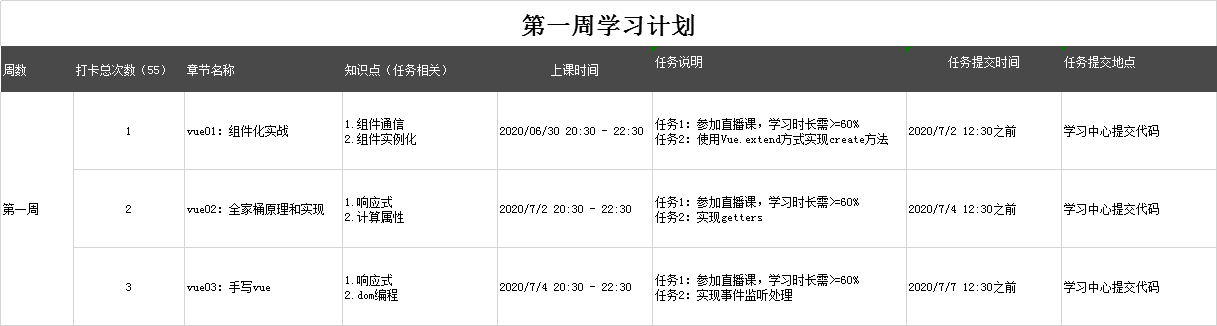 第一周学习计划
周数 打卡总次数（55） 章节名称 知识点（任务相关） 上课时间 任务说明 任务提交时间 任务提交地点
第一周
1 vue01：组件化实战 1.组件通信 2020/06/30 20:30 - 22:30 任务1：参加直播课，学习时长需>=60% 2020/7/2 12:30之前 学习中心提交代码
2.组件实例化 任务2：使用Vue.extend方式实现create方法
2 vue02：全家桶原理和实现 1.响应式 2020/7/2 20:30 - 22:30 任务1：参加直播课，学习时长需>=60% 2020/7/4 12:30之前 学习中心提交代码
2.计算属性 任务2：实现getters
3 vue03：手写vue 1.响应式 2020/7/4 20:30 - 22:30 任务1：参加直播课，学习时长需>=60% 2020/7/7 12:30之前 学习中心提交代码
2.dom编程 任务2：实现事件监听处理